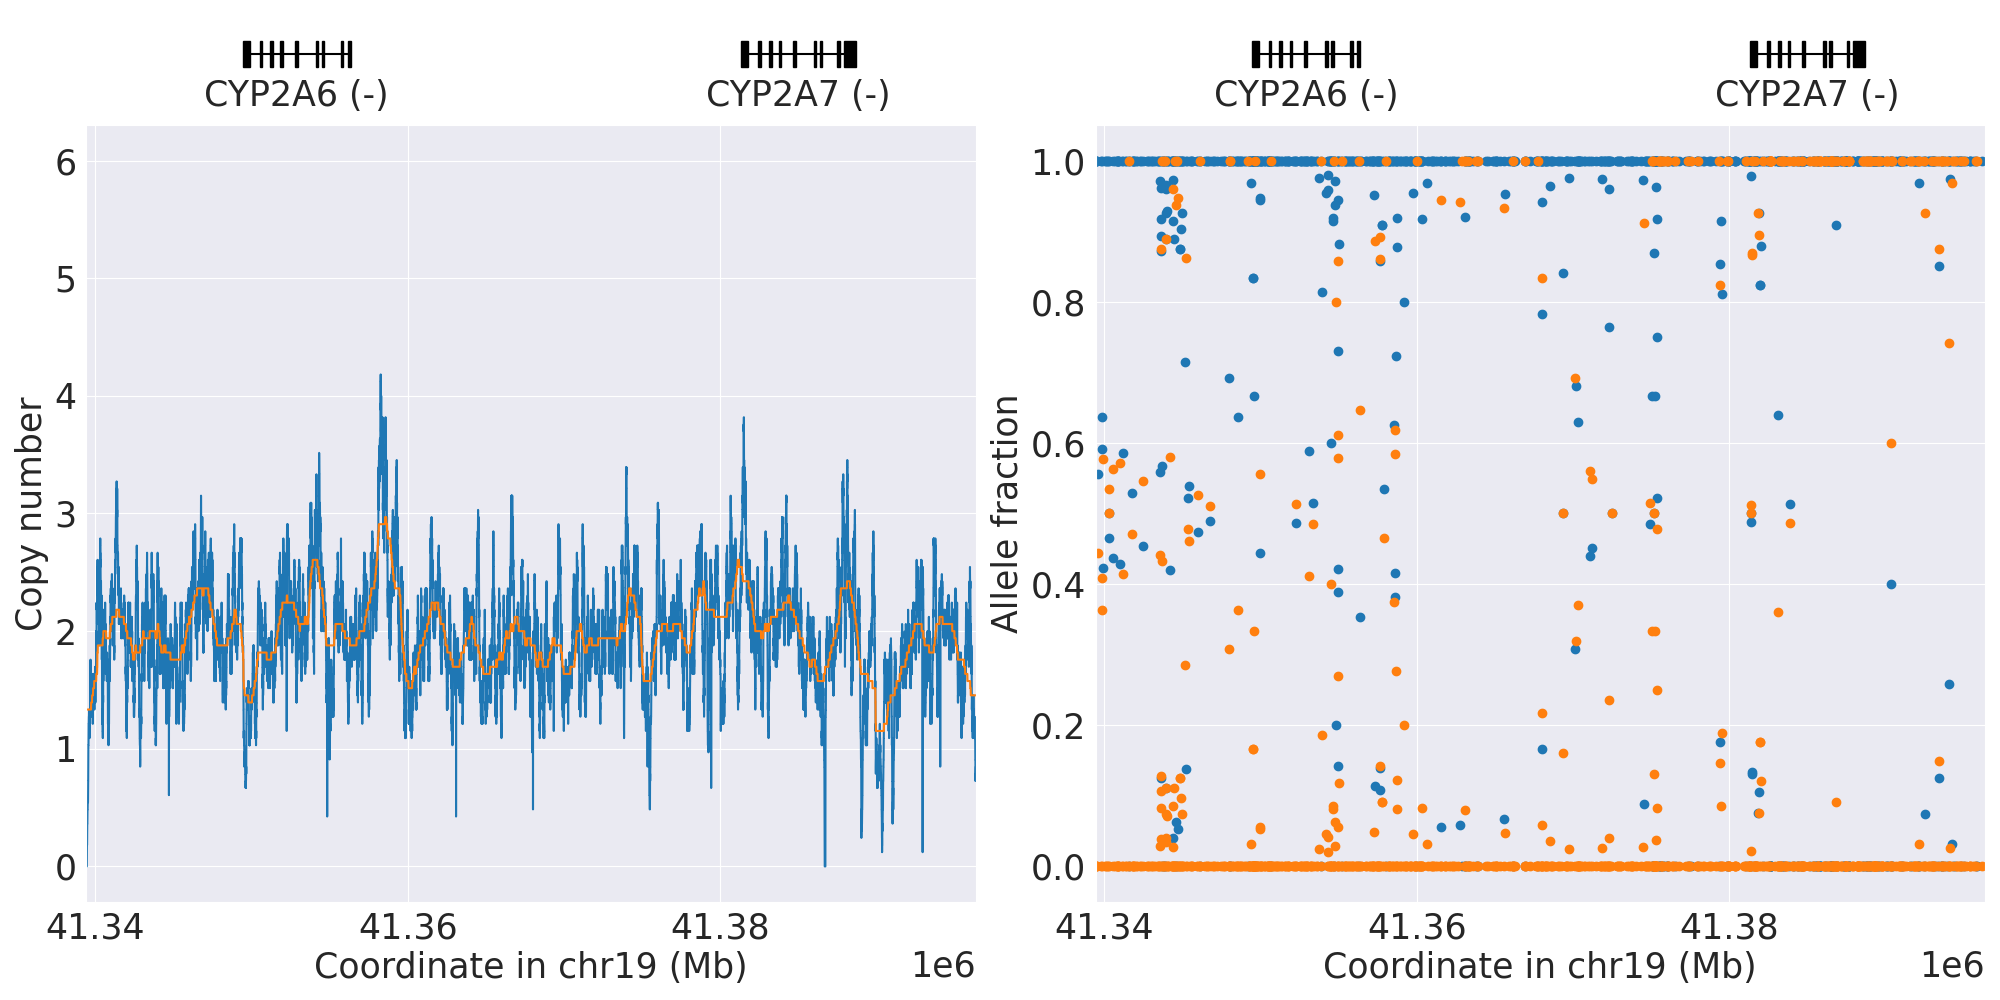 CYP2A6 (-)
CYP2A7 (-)
6
5
4
3
2
1
0
Copy number
41.34
41.36
41.38
Coordinate in chr19 (Mb)
1e6
CYP2A6 (-)
CYP2A7 (-)
1.0
0.8
0.6
0.4
0.2
0.0
Allele fraction
41.34
41.36
41.38
Coordinate in chr19 (Mb)
1e6